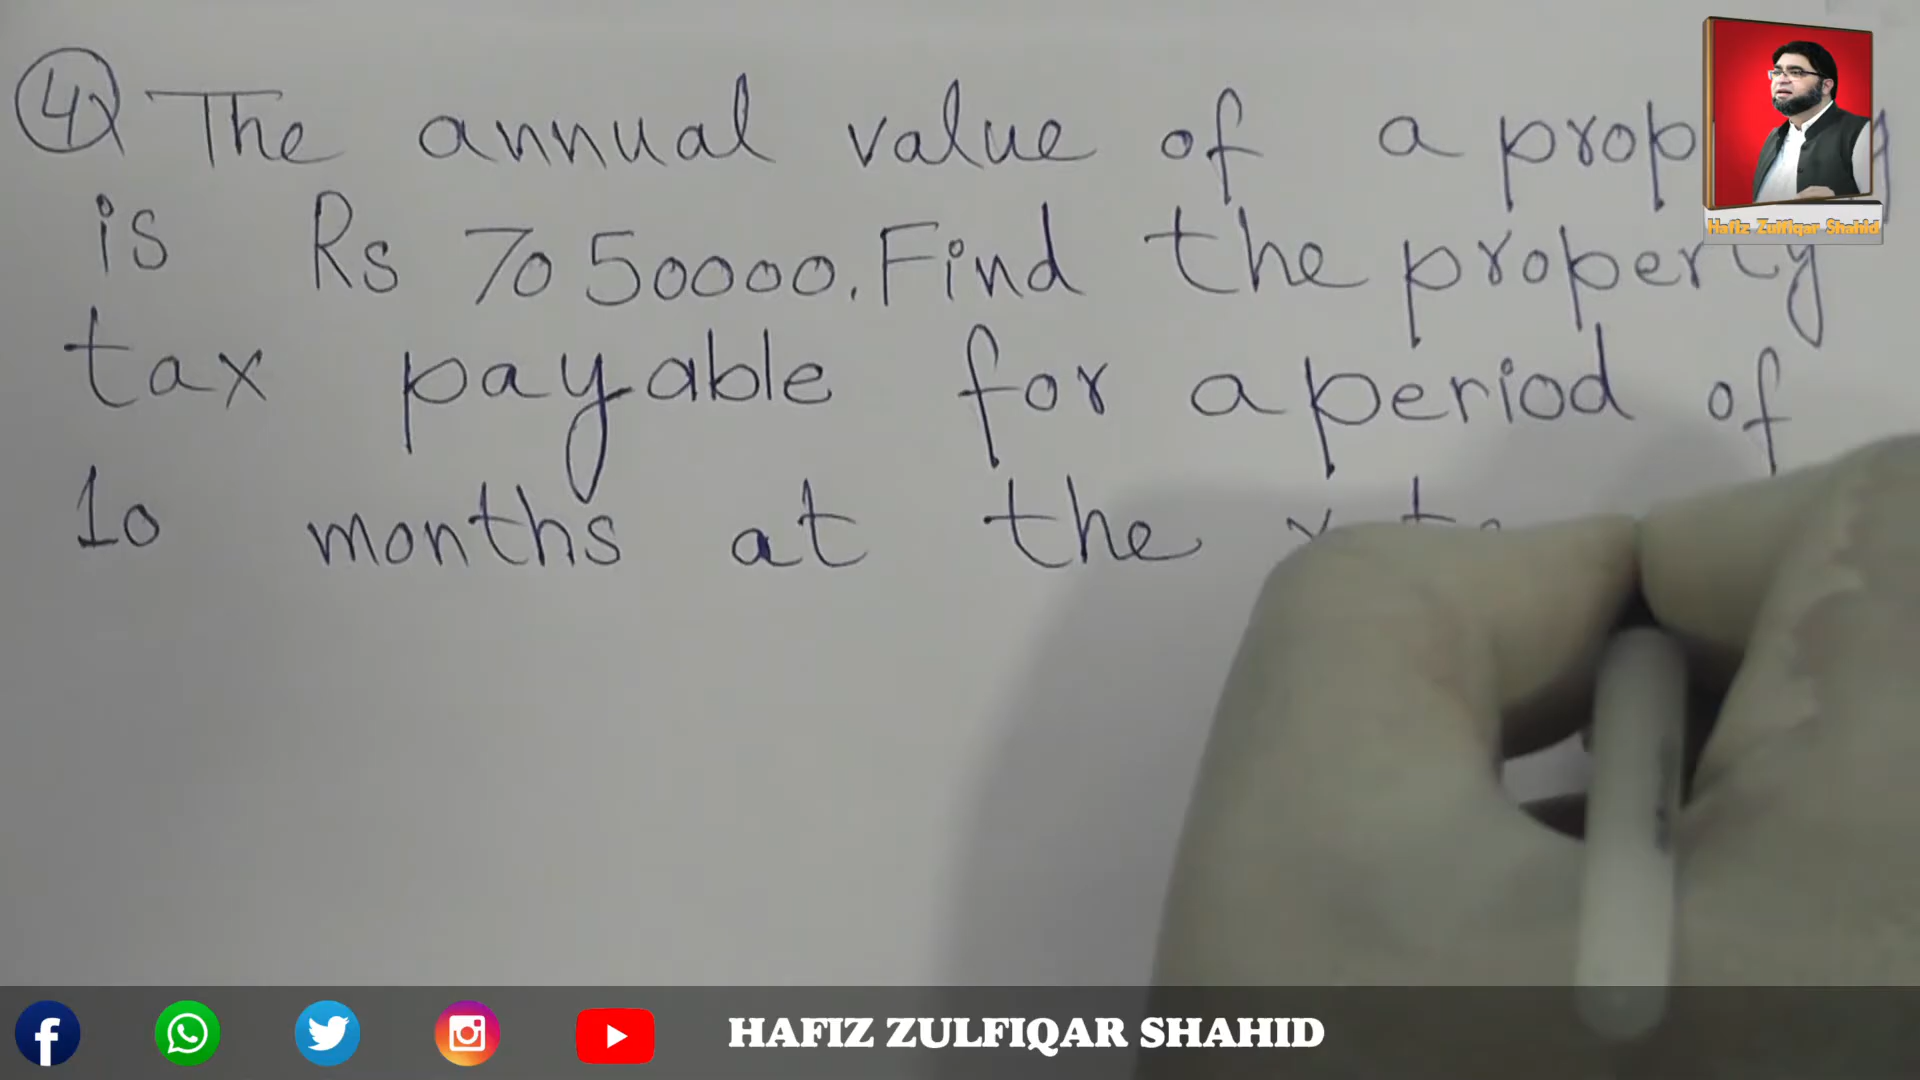 4 The annual value of a prop
is Rs 7050000. Find the property
tax payable for a period of
10 months at the
Hafiz Zulfiqar Shahid
HAFIZ ZULFIQAR SHAHID